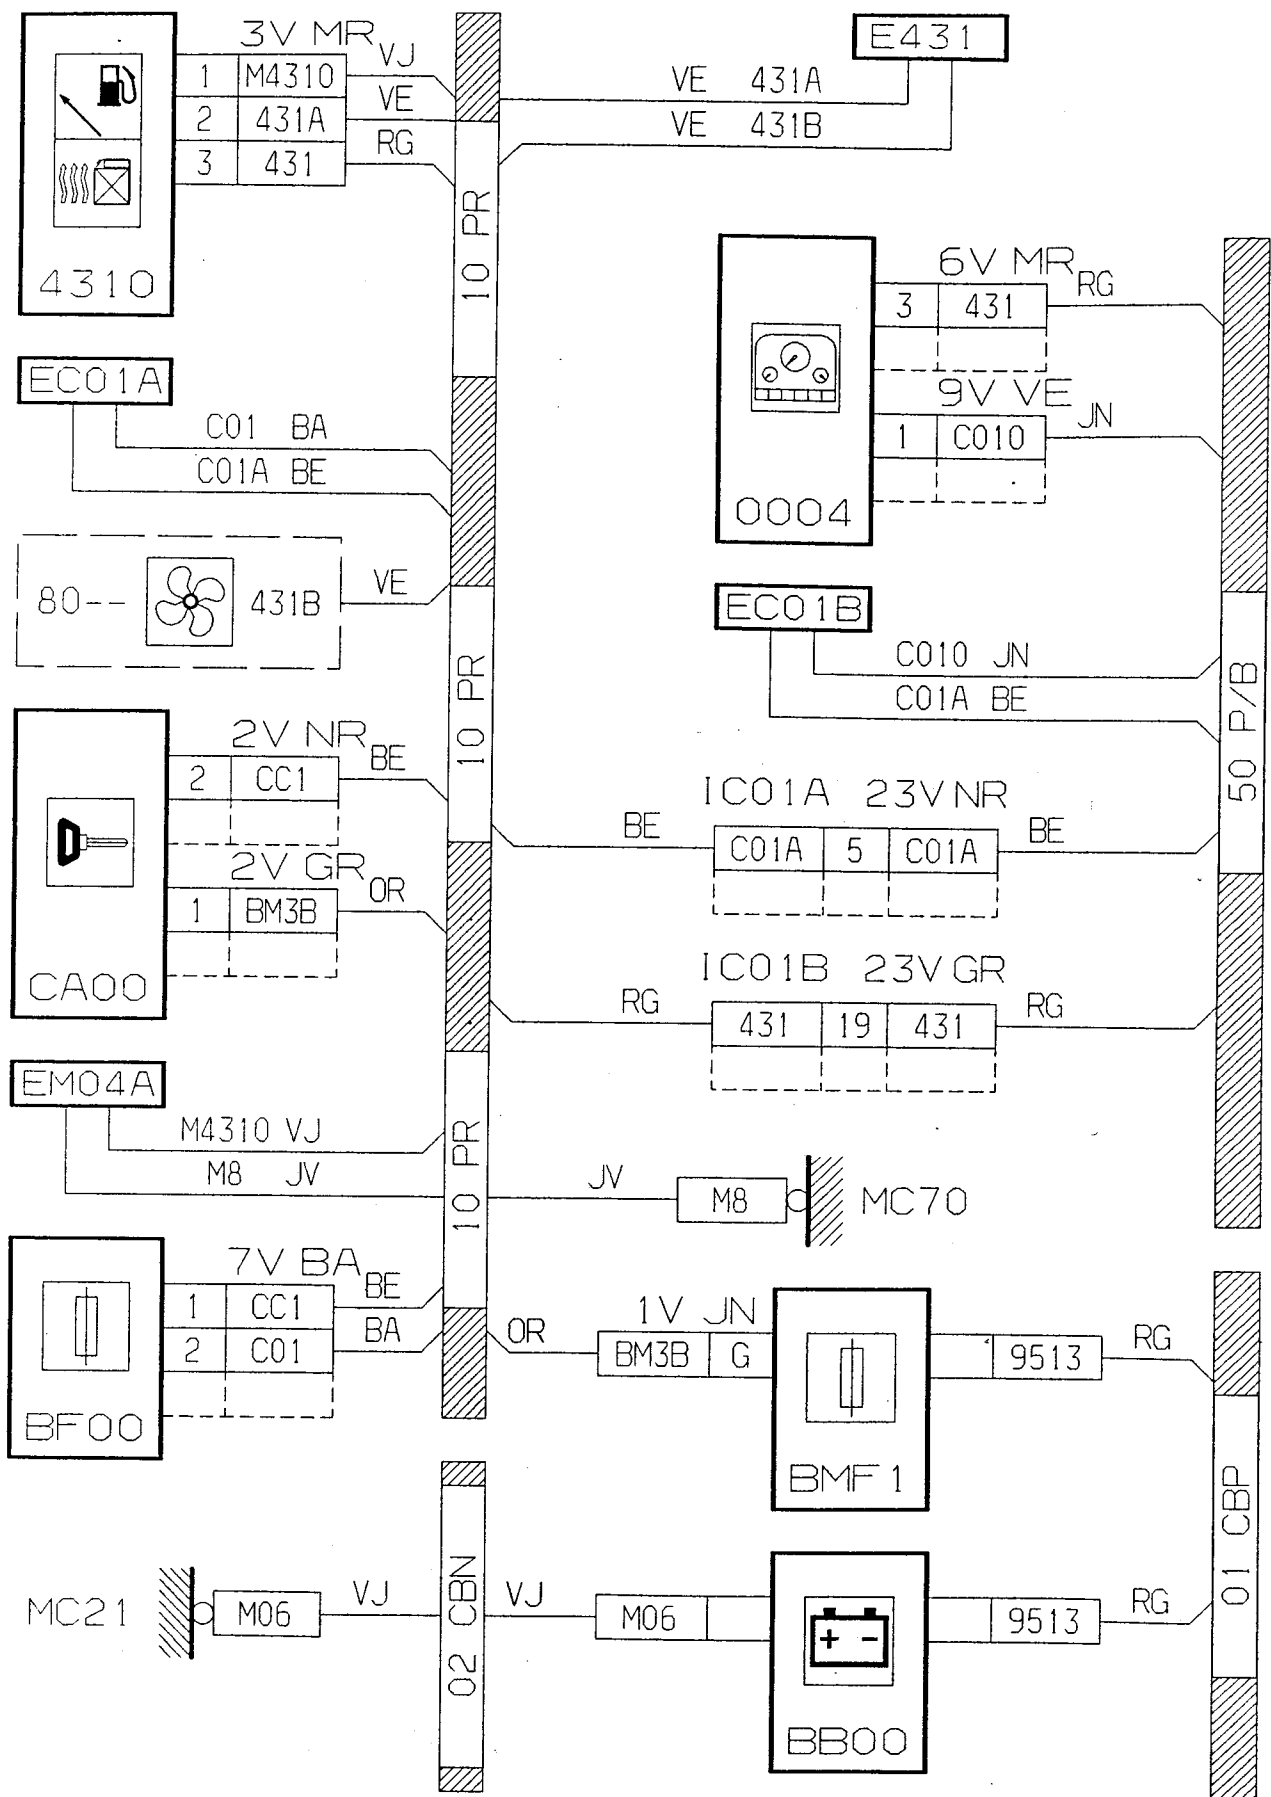 3V MR
VJ
1 M4310
VE
2 431A
RG
3 431
4310
10 PR
E431
VE 431A
VE 431B
6V MR
RG
3 431
9V VE
JN
1 C010
0004
EC01A
C01 BA
C01A BE
80--
431B
VE
10 PR
EC01B
C010 JN
C01A BE
50 P/B
2V NR
BE
2 CC1
2V GR
OR
1 BM3B
CA00
IC01A 23V NR
BE
C01A 5 C01A
BE
IC01B 23V GR
RG
431 19 431
RG
EM04A
M4310 VJ
M8 JV
10 PR
JV
M8
MC70
7V BA
BE
1 CC1
BA
2 C01
BF00
OR
1V JN
BM3B G
9513
RG
BMF1
01 CBP
MC21
M06
VJ
02 CBN
VJ
M06
+ -
9513
RG
BB00